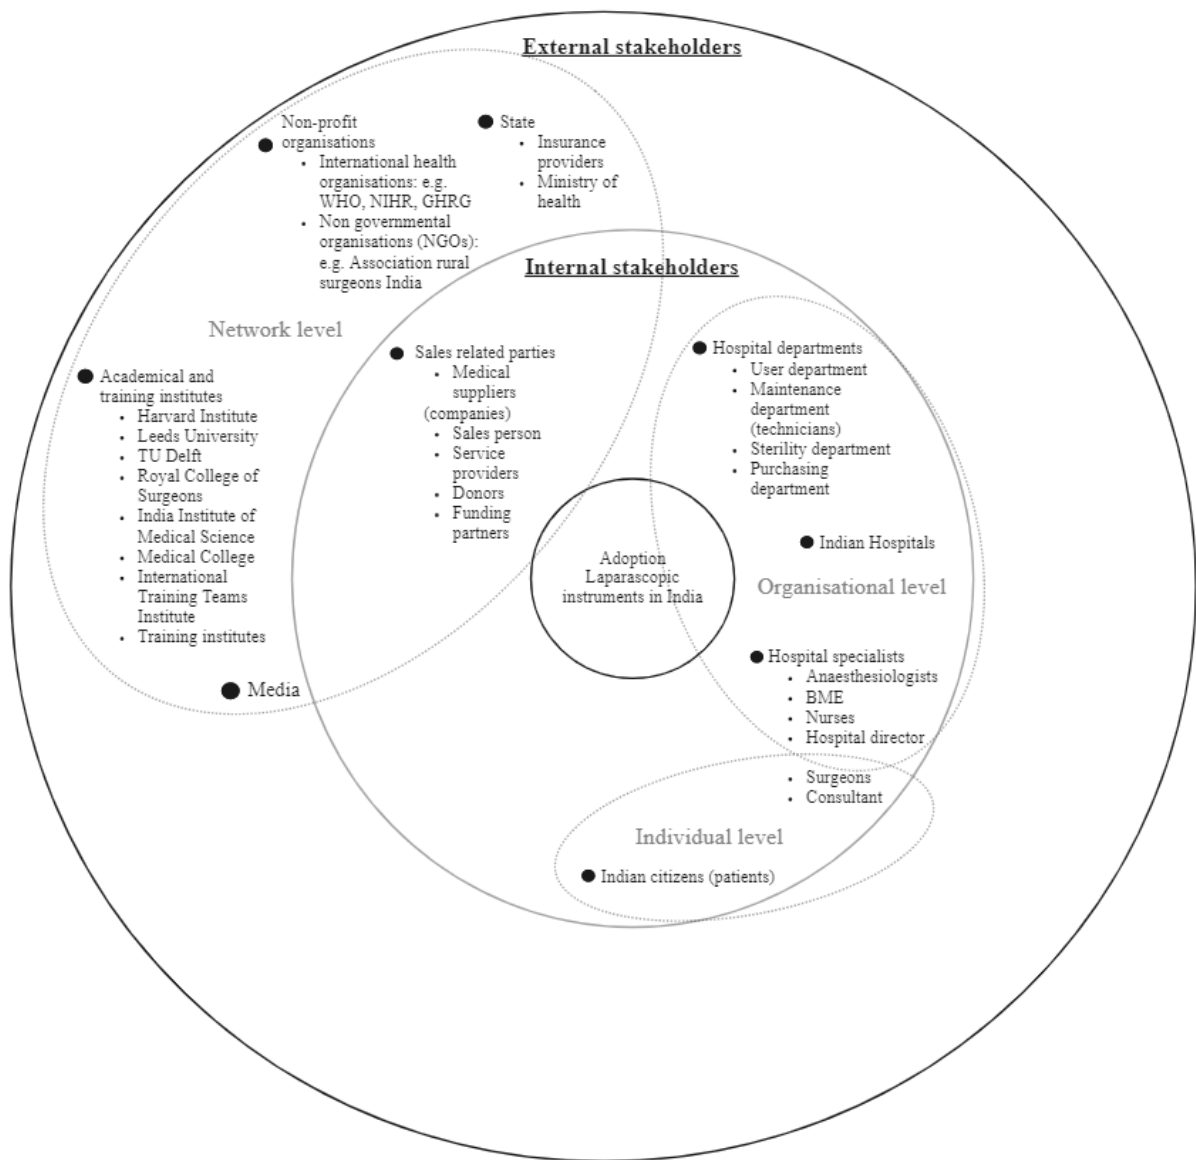 External stakeholders
Non-profit
organisations
International health
organisations: e.g.
WHO, NIHR, GHRG
Non governmental
organisations (NGOs):
e.g. Association rural
surgeons India
State
Insurance
providers
Ministry of
health
Internal stakeholders
Network level
Academical and
training institutes
Harvard Institute
Leeds University
TU Delft
Royal College of
Surgeons
India Institute of
Medical Science
Medical College
International
Training Teams
Institute
Training institutes
Media
Sales related parties
Medical
suppliers
(companies)
Sales person
Service
providers
Donors
Funding
partners
Adoption
Laparascopic
instruments in India
Hospital departments
User department
Maintenance
department
(technicians)
Sterility department
Purchasing
department
Indian Hospitals
Organisational level
Hospital specialists
Anaesthesiologists
BME
Nurses
Hospital director
Surgeons
Consultant
Individual level
Indian citizens (patients)